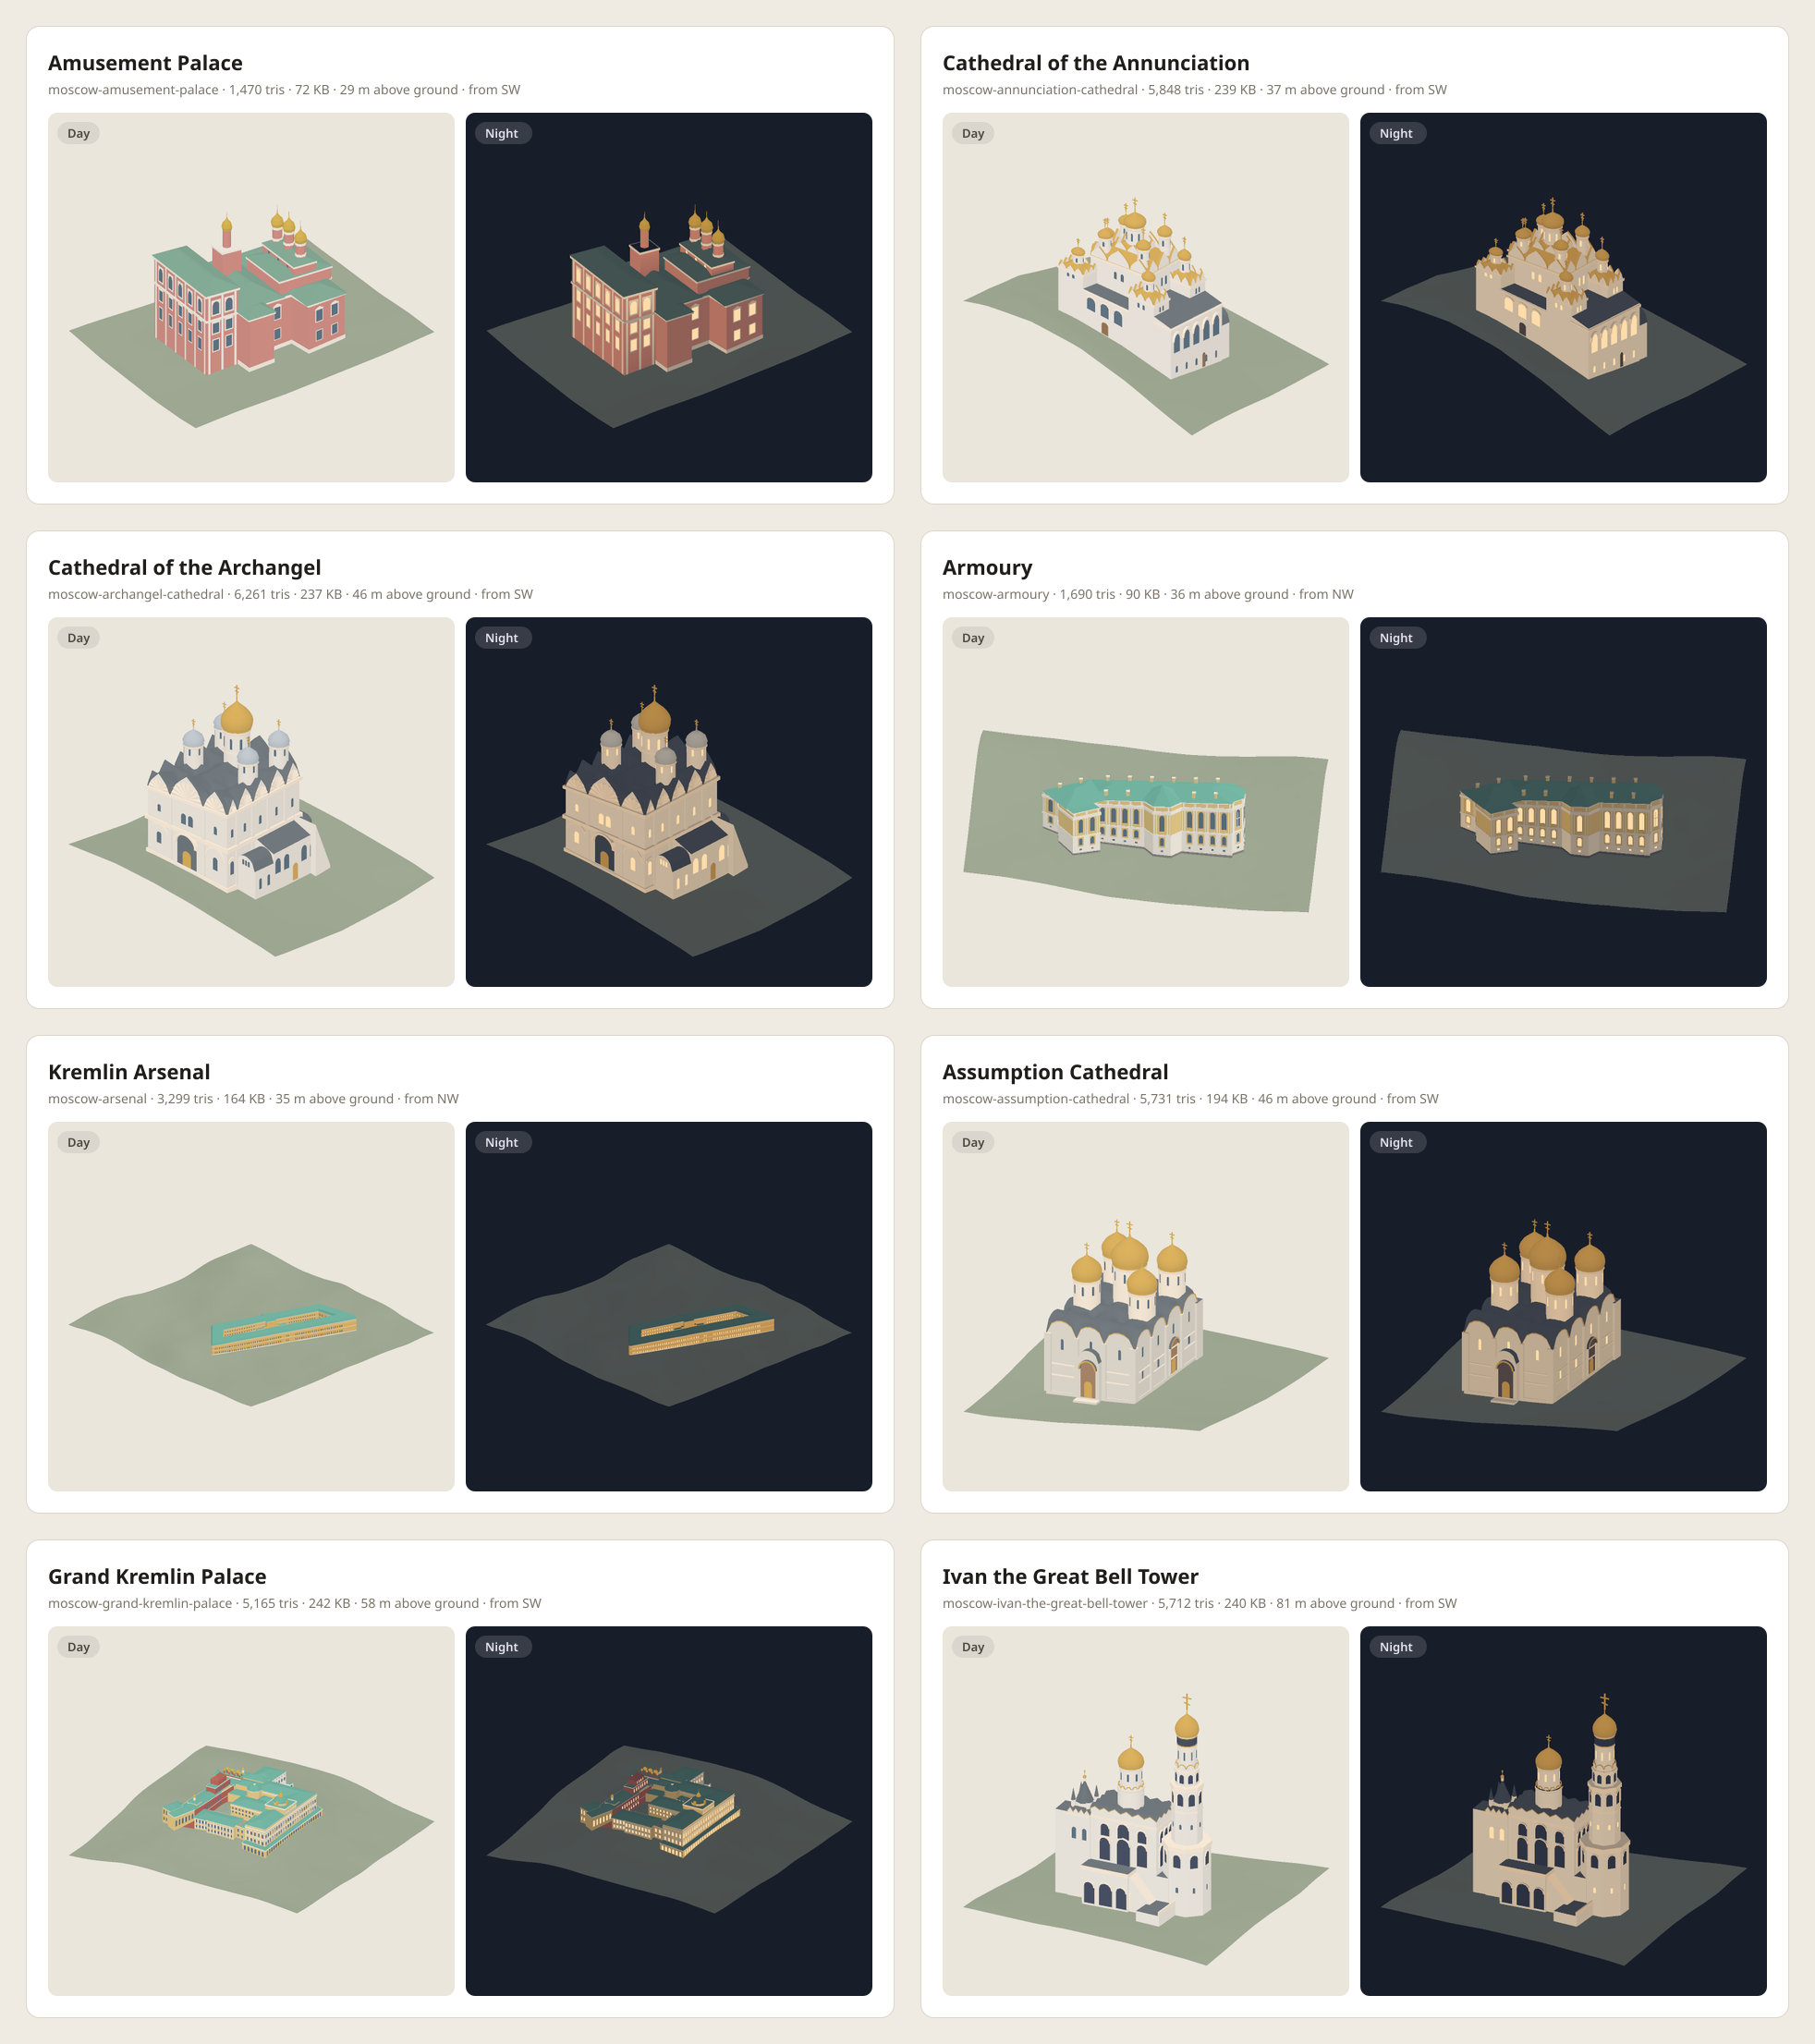 Amusement Palace
moscow-amusement-palace · 1,470 tris · 72 KB · 29 m above ground · from SW
Day
Night
Cathedral of the Annunciation
moscow-annunciation-cathedral · 5,848 tris · 239 KB · 37 m above ground · from SW
Day
Night
Cathedral of the Archangel
moscow-archangel-cathedral · 6,261 tris · 237 KB · 46 m above ground · from SW
Day
Night
Armoury
moscow-armoury · 1,690 tris · 90 KB · 36 m above ground · from NW
Day
Night
Kremlin Arsenal
moscow-arsenal · 3,299 tris · 164 KB · 35 m above ground · from NW
Day
Night
Assumption Cathedral
moscow-assumption-cathedral · 5,731 tris · 194 KB · 46 m above ground · from SW
Day
Night
Grand Kremlin Palace
moscow-grand-kremlin-palace · 5,165 tris · 242 KB · 58 m above ground · from SW
Day
Night
Ivan the Great Bell Tower
moscow-ivan-the-great-bell-tower · 5,712 tris · 240 KB · 81 m above ground · from SW
Day
Night